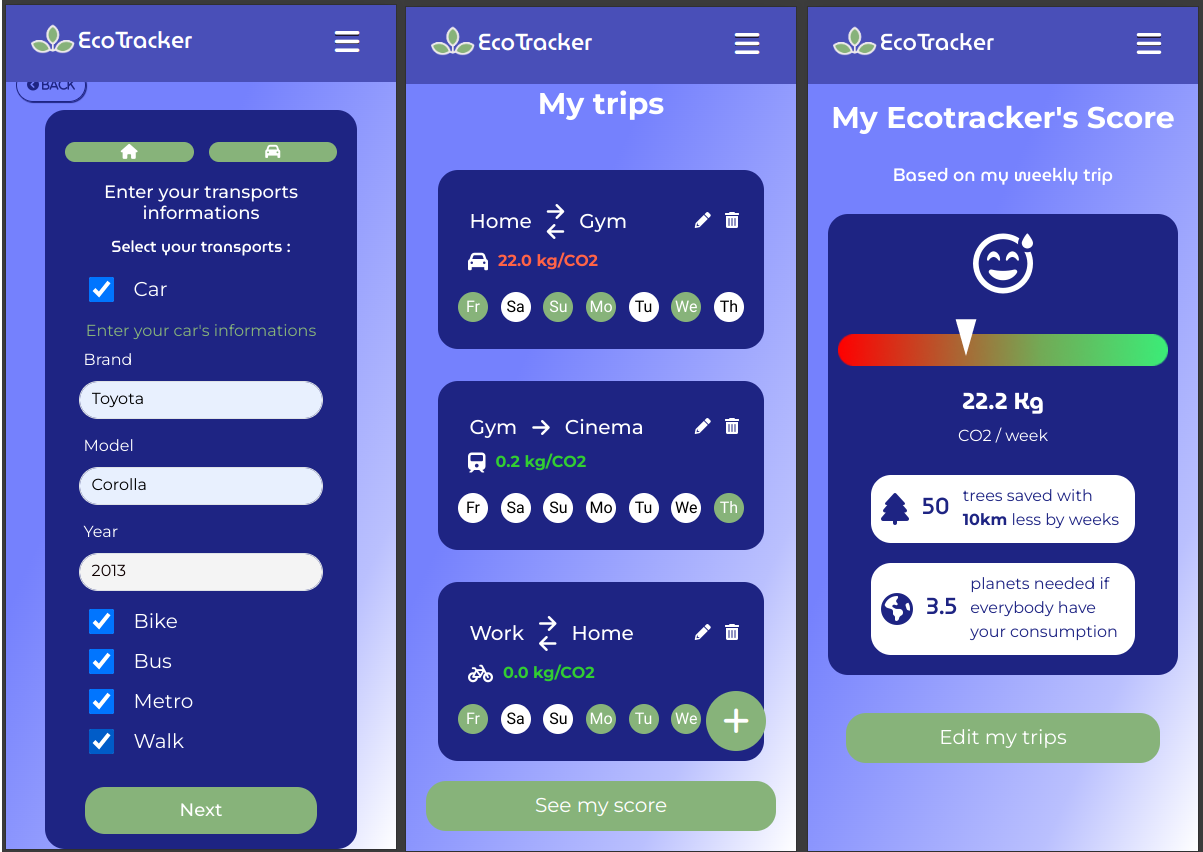 EcoTracker
BACK
Enter your transports
informations
Select your transports :
Car
Enter your car's informations
Brand
Toyota
Model
Corolla
Year
2013
Bike
Bus
Metro
Walk
Next
EcoTracker
My trips
Home Gym
22.0 kg/CO2
Fr Sa Su Mo Tu We Th
Gym Cinema
0.2 kg/CO2
Fr Sa Su Mo Tu We Th
Work Home
0.0 kg/CO2
Fr Sa Su Mo Tu We
See my score
EcoTracker
My Ecotracker's Score
Based on my weekly trip
22.2 Kg
CO2 / week
50 trees saved with
10km less by weeks
planets needed if
3.5 everybody have
your consumption
Edit my trips